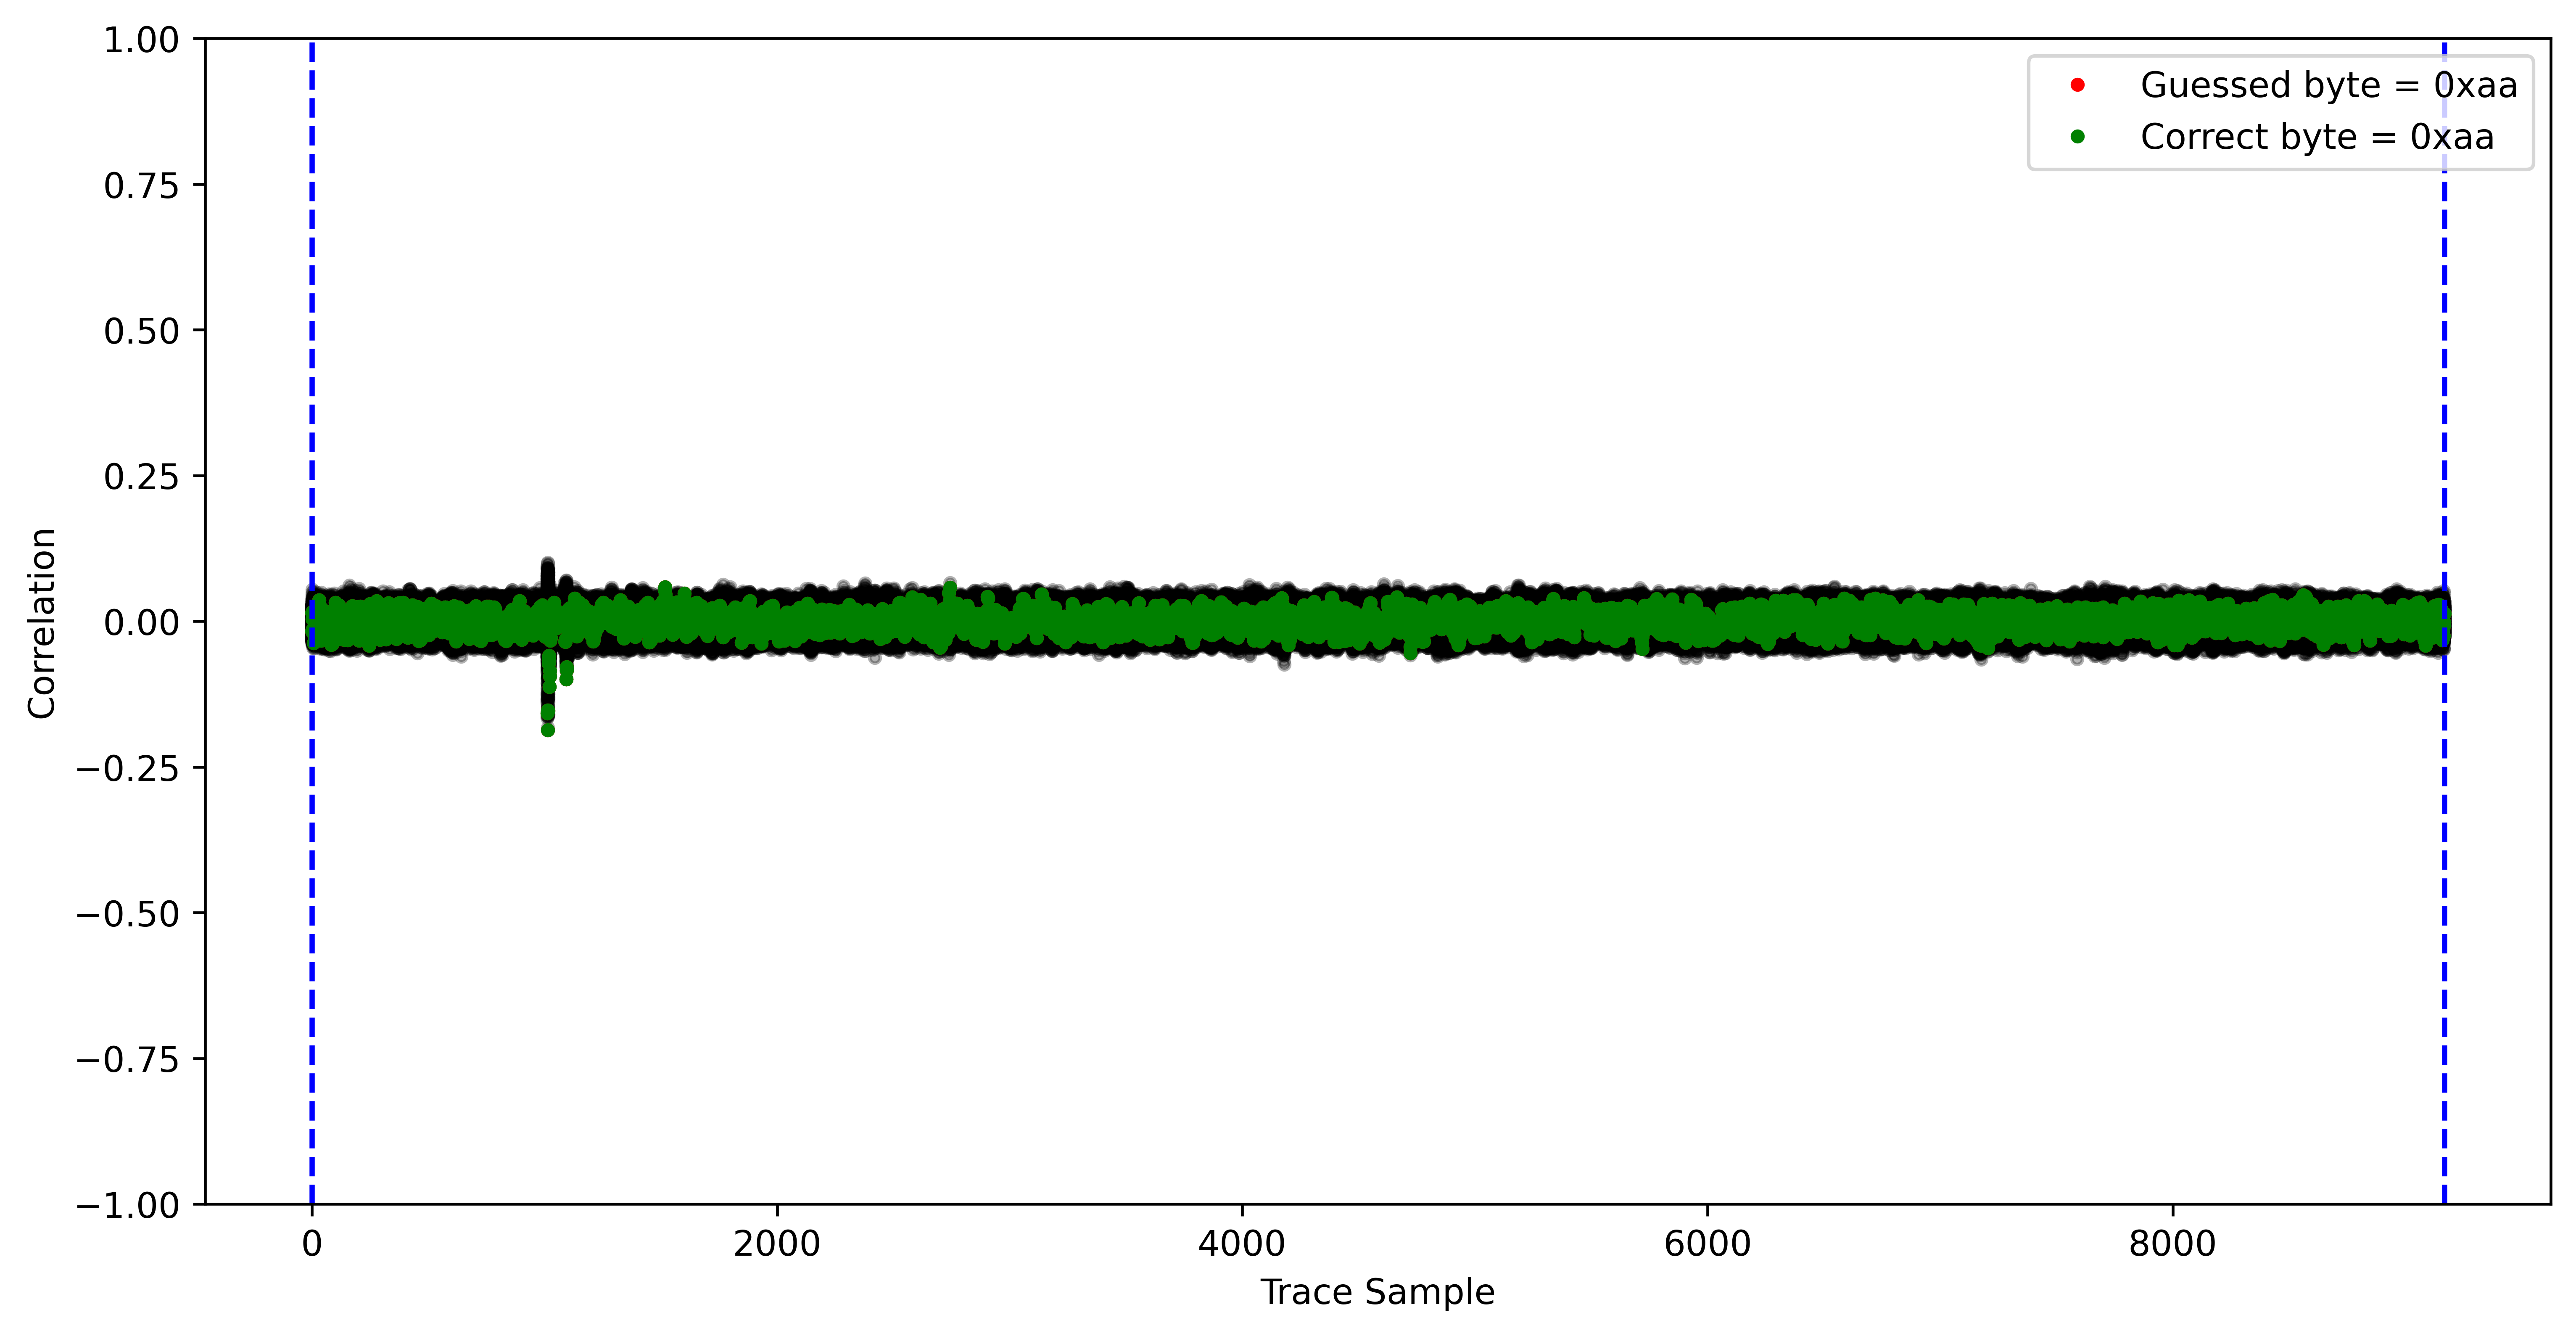 1.00
0.75
0.50
0.25
0.00
−0.25
−0.50
−0.75
−1.00
Correlation
Guessed byte = 0xaa
Correct byte = 0xaa
0 2000 4000 6000 8000
Trace Sample